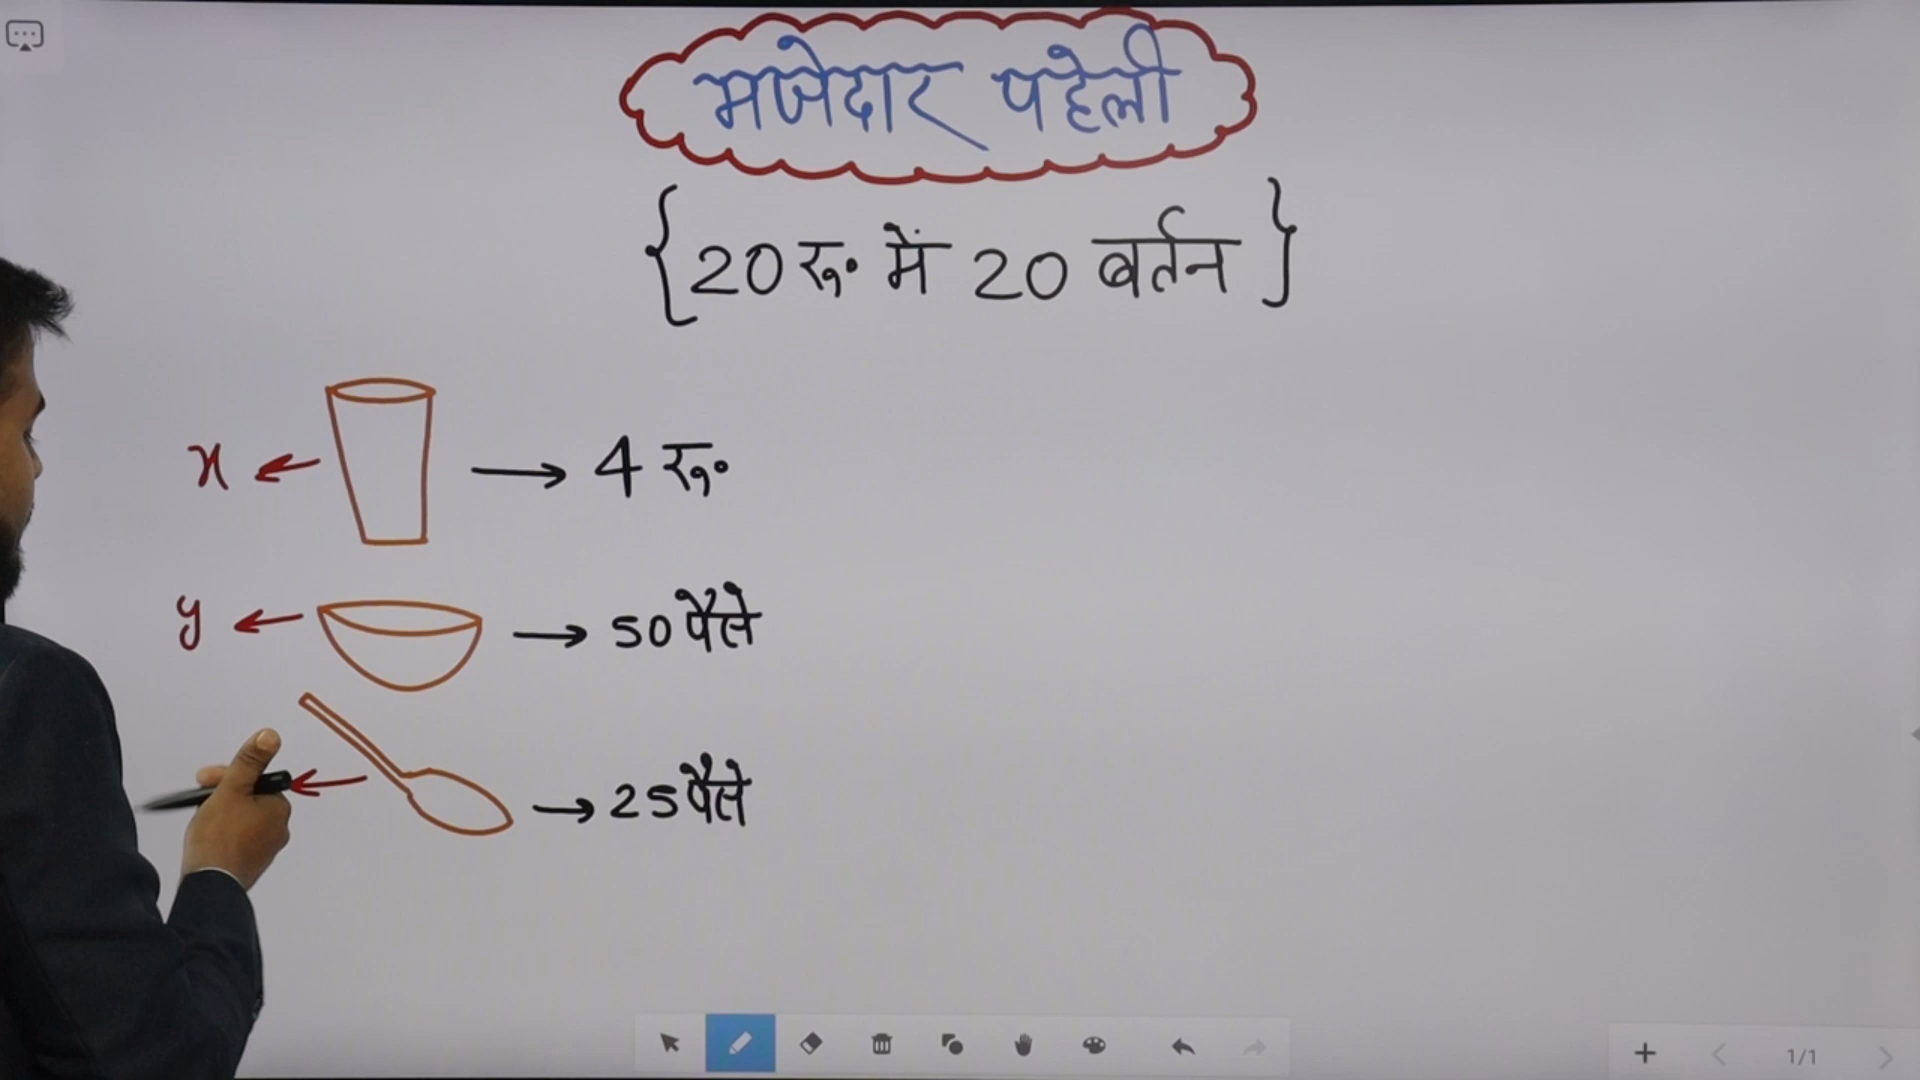 मजेदार पहेली
{20 रु॰ में 20 बर्तन}
x ← → 4 रु॰
y ← → 50 पैसे
← → 25 पैसे
1/1